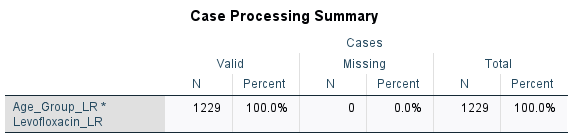 Case Processing Summary
Cases
Valid Missing Total
N Percent N Percent N Percent
Age_Group_LR * 1229 100.0% 0 0.0% 1229 100.0%
Levofloxacin_LR